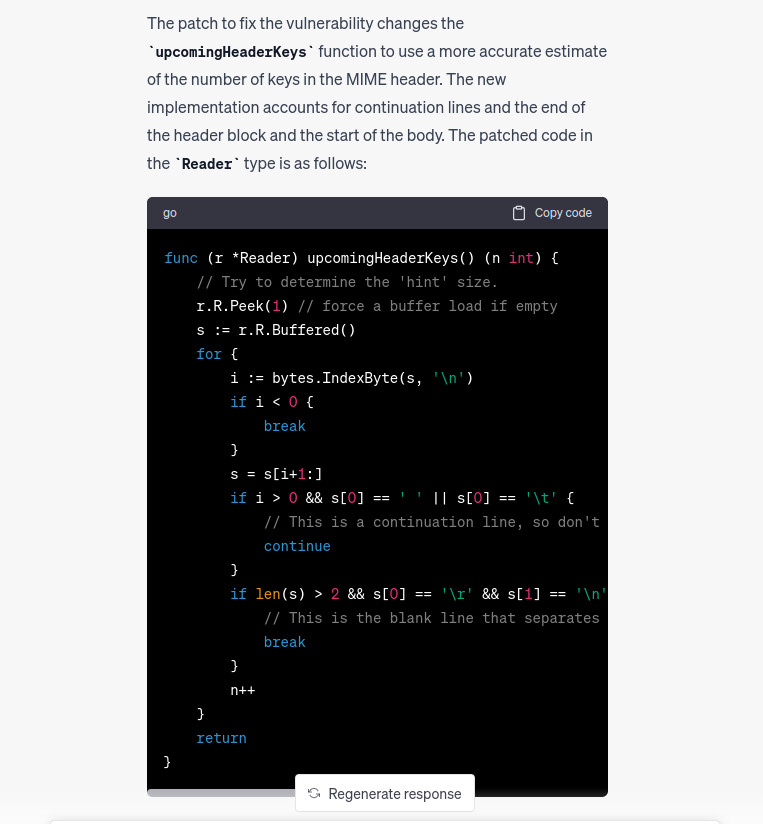 The patch to fix the vulnerability changes the
`upcomingHeaderKeys` function to use a more accurate estimate
of the number of keys in the MIME header. The new
implementation accounts for continuation lines and the end of
the header block and the start of the body. The patched code in
the `Reader` type is as follows:
go
Copy code
func (r *Reader) upcomingHeaderKeys() (n int) {
    // Try to determine the 'hint' size.
    r.R.Peek(1) // force a buffer load if empty
    s := r.R.Buffered()
    for {
        i := bytes.IndexByte(s, '\n')
        if i < 0 {
            break
        }
        s = s[i+1:]
        if i > 0 && s[0] == ' ' || s[0] == '\t' {
            // This is a continuation line, so don't
            continue
        }
        if len(s) > 2 && s[0] == '\r' && s[1] == '\n'
            // This is the blank line that separates
            break
        }
        n++
    }
    return
}
Regenerate response